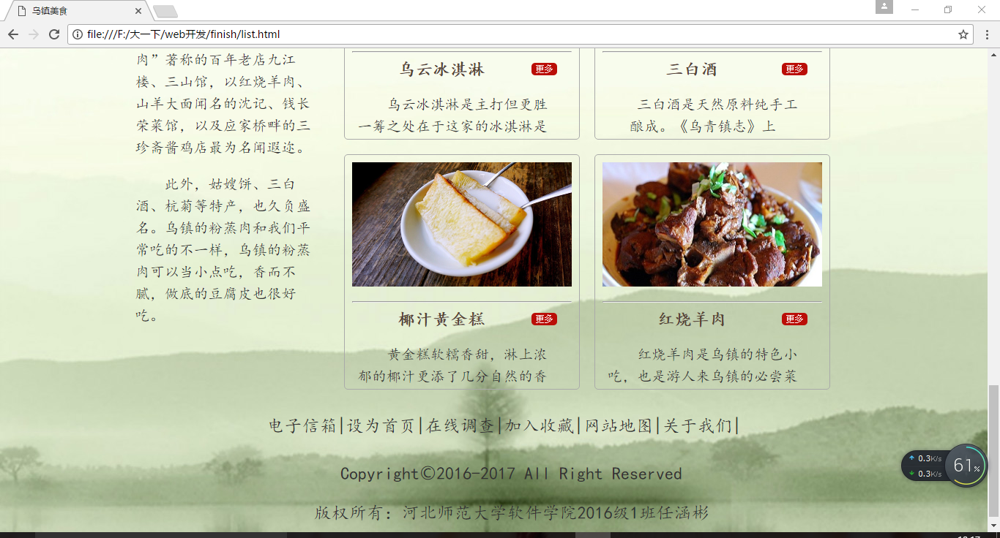 乌镇美食
file:///F:/大一下/web开发/finish/list.html
肉”著称的百年老店九江
楼、三山馆，以红烧羊肉、
山羊大面闻名的沈记、钱长
荣菜馆，以及应家桥畔的三
珍斋酱鸡店最为名闻遐迩。
此外，姑嫂饼、三白
酒、杭菊等特产，也久负盛
名。乌镇的粉蒸肉和我们平
常吃的不一样，乌镇的粉蒸
肉可以当小点吃，香而不
腻，做底的豆腐皮也很好
吃。
乌云冰淇淋 更多
乌云冰淇淋是主打但更胜
一筹之处在于这家的冰淇淋是
三白酒 更多
三白酒是天然原料纯手工
酿成。《乌青镇志》上
椰汁黄金糕 更多
黄金糕软糯香甜，淋上浓
郁的椰汁更添了几分自然的香
红烧羊肉 更多
红烧羊肉是乌镇的特色小
吃，也是游人来乌镇的必尝菜
电子信箱|设为首页|在线调查|加入收藏|网站地图|关于我们|
Copyright©2016-2017 All Right Reserved
版权所有：河北师范大学软件学院2016级1班任涵彬
0.3K/s
0.3K/s
61%